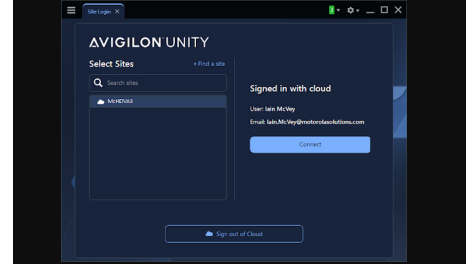 Site Login
AVIGILON UNITY
Select Sites
+ Find a site
Search sites
McHDVA3
Signed in with cloud
User: Iain McVey
Email: Iain.McVey@motorolasolutions.com
Connect
Sign out of Cloud